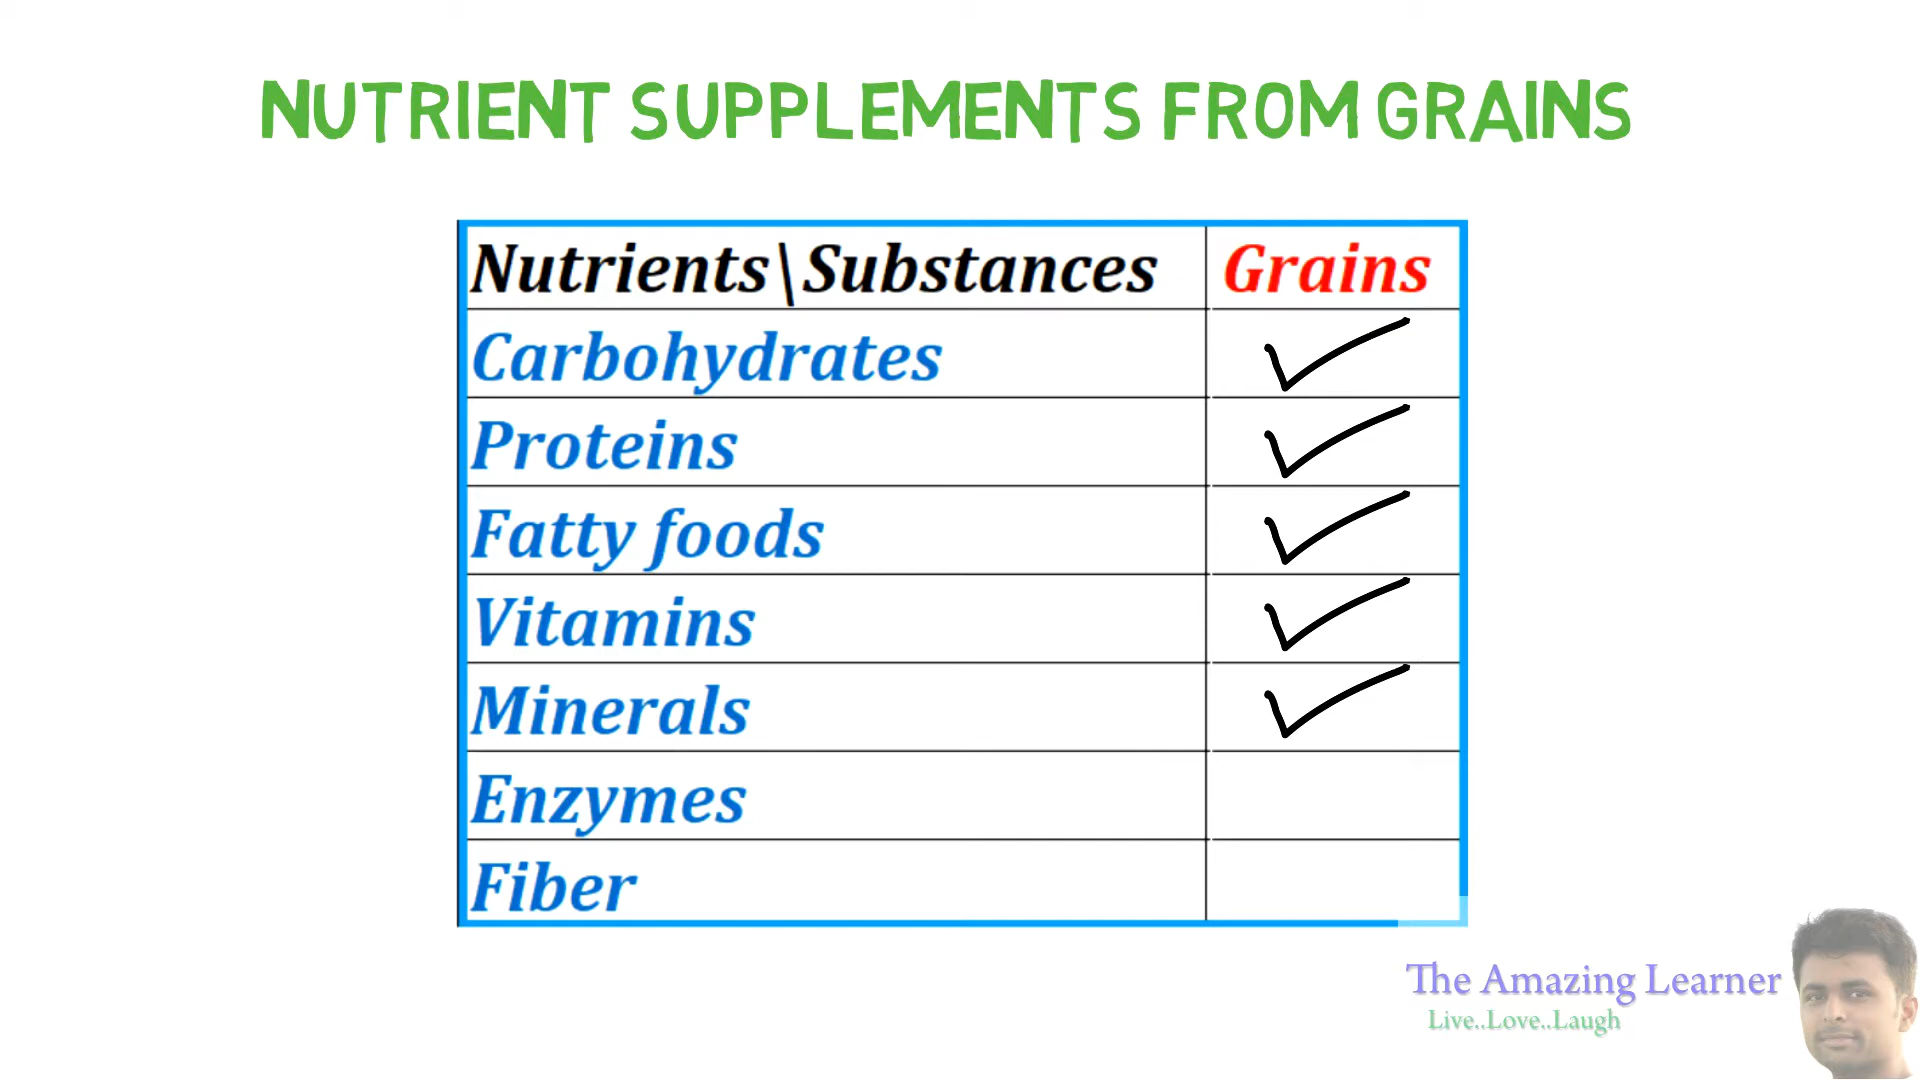 NUTRIENT SUPPLEMENTS FROM GRAINS
Nutrients\Substances Grains
Carbohydrates
Proteins
Fatty foods
Vitamins
Minerals
Enzymes
Fiber
The Amazing Learner
Live..Love..Laugh